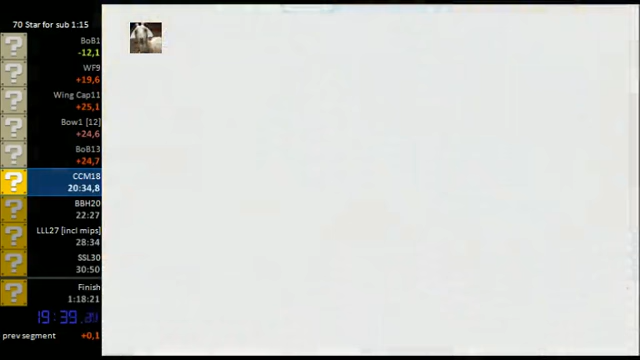 70 Star for sub 1:15
BoB1
-12,1
WF9
+19,6
Wing Cap11
+25,1
Bow1 [12]
+24,6
BoB13
+24,7
CCM18
20:34,8
BBH20
22:27
LLL27 [incl mips]
28:34
SSL30
30:50
Finish
1:18:21
19:39
prev segment +0,1